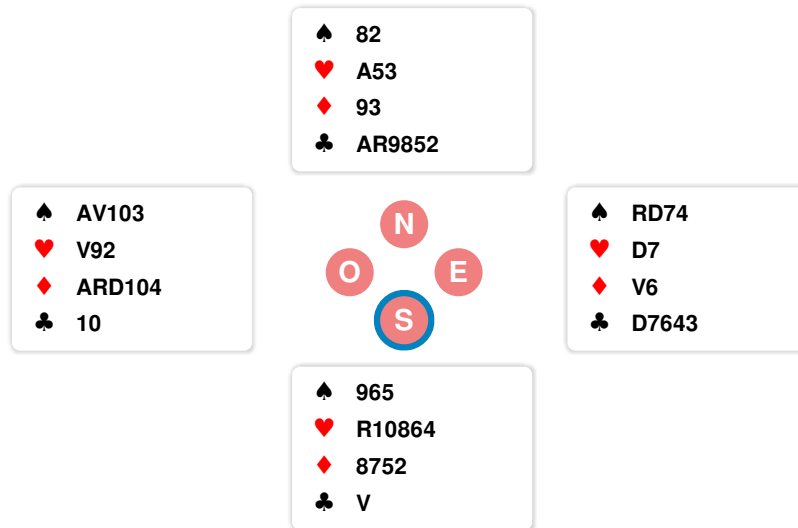 ♠ 82
♥ A53
♦ 93
♣ AR9852
♠ AV103
♥ V92
♦ ARD104
♣ 10
N
O
E
S
♠ RD74
♥ D7
♦ V6
♣ D7643
♠ 965
♥ R10864
♦ 8752
♣ V